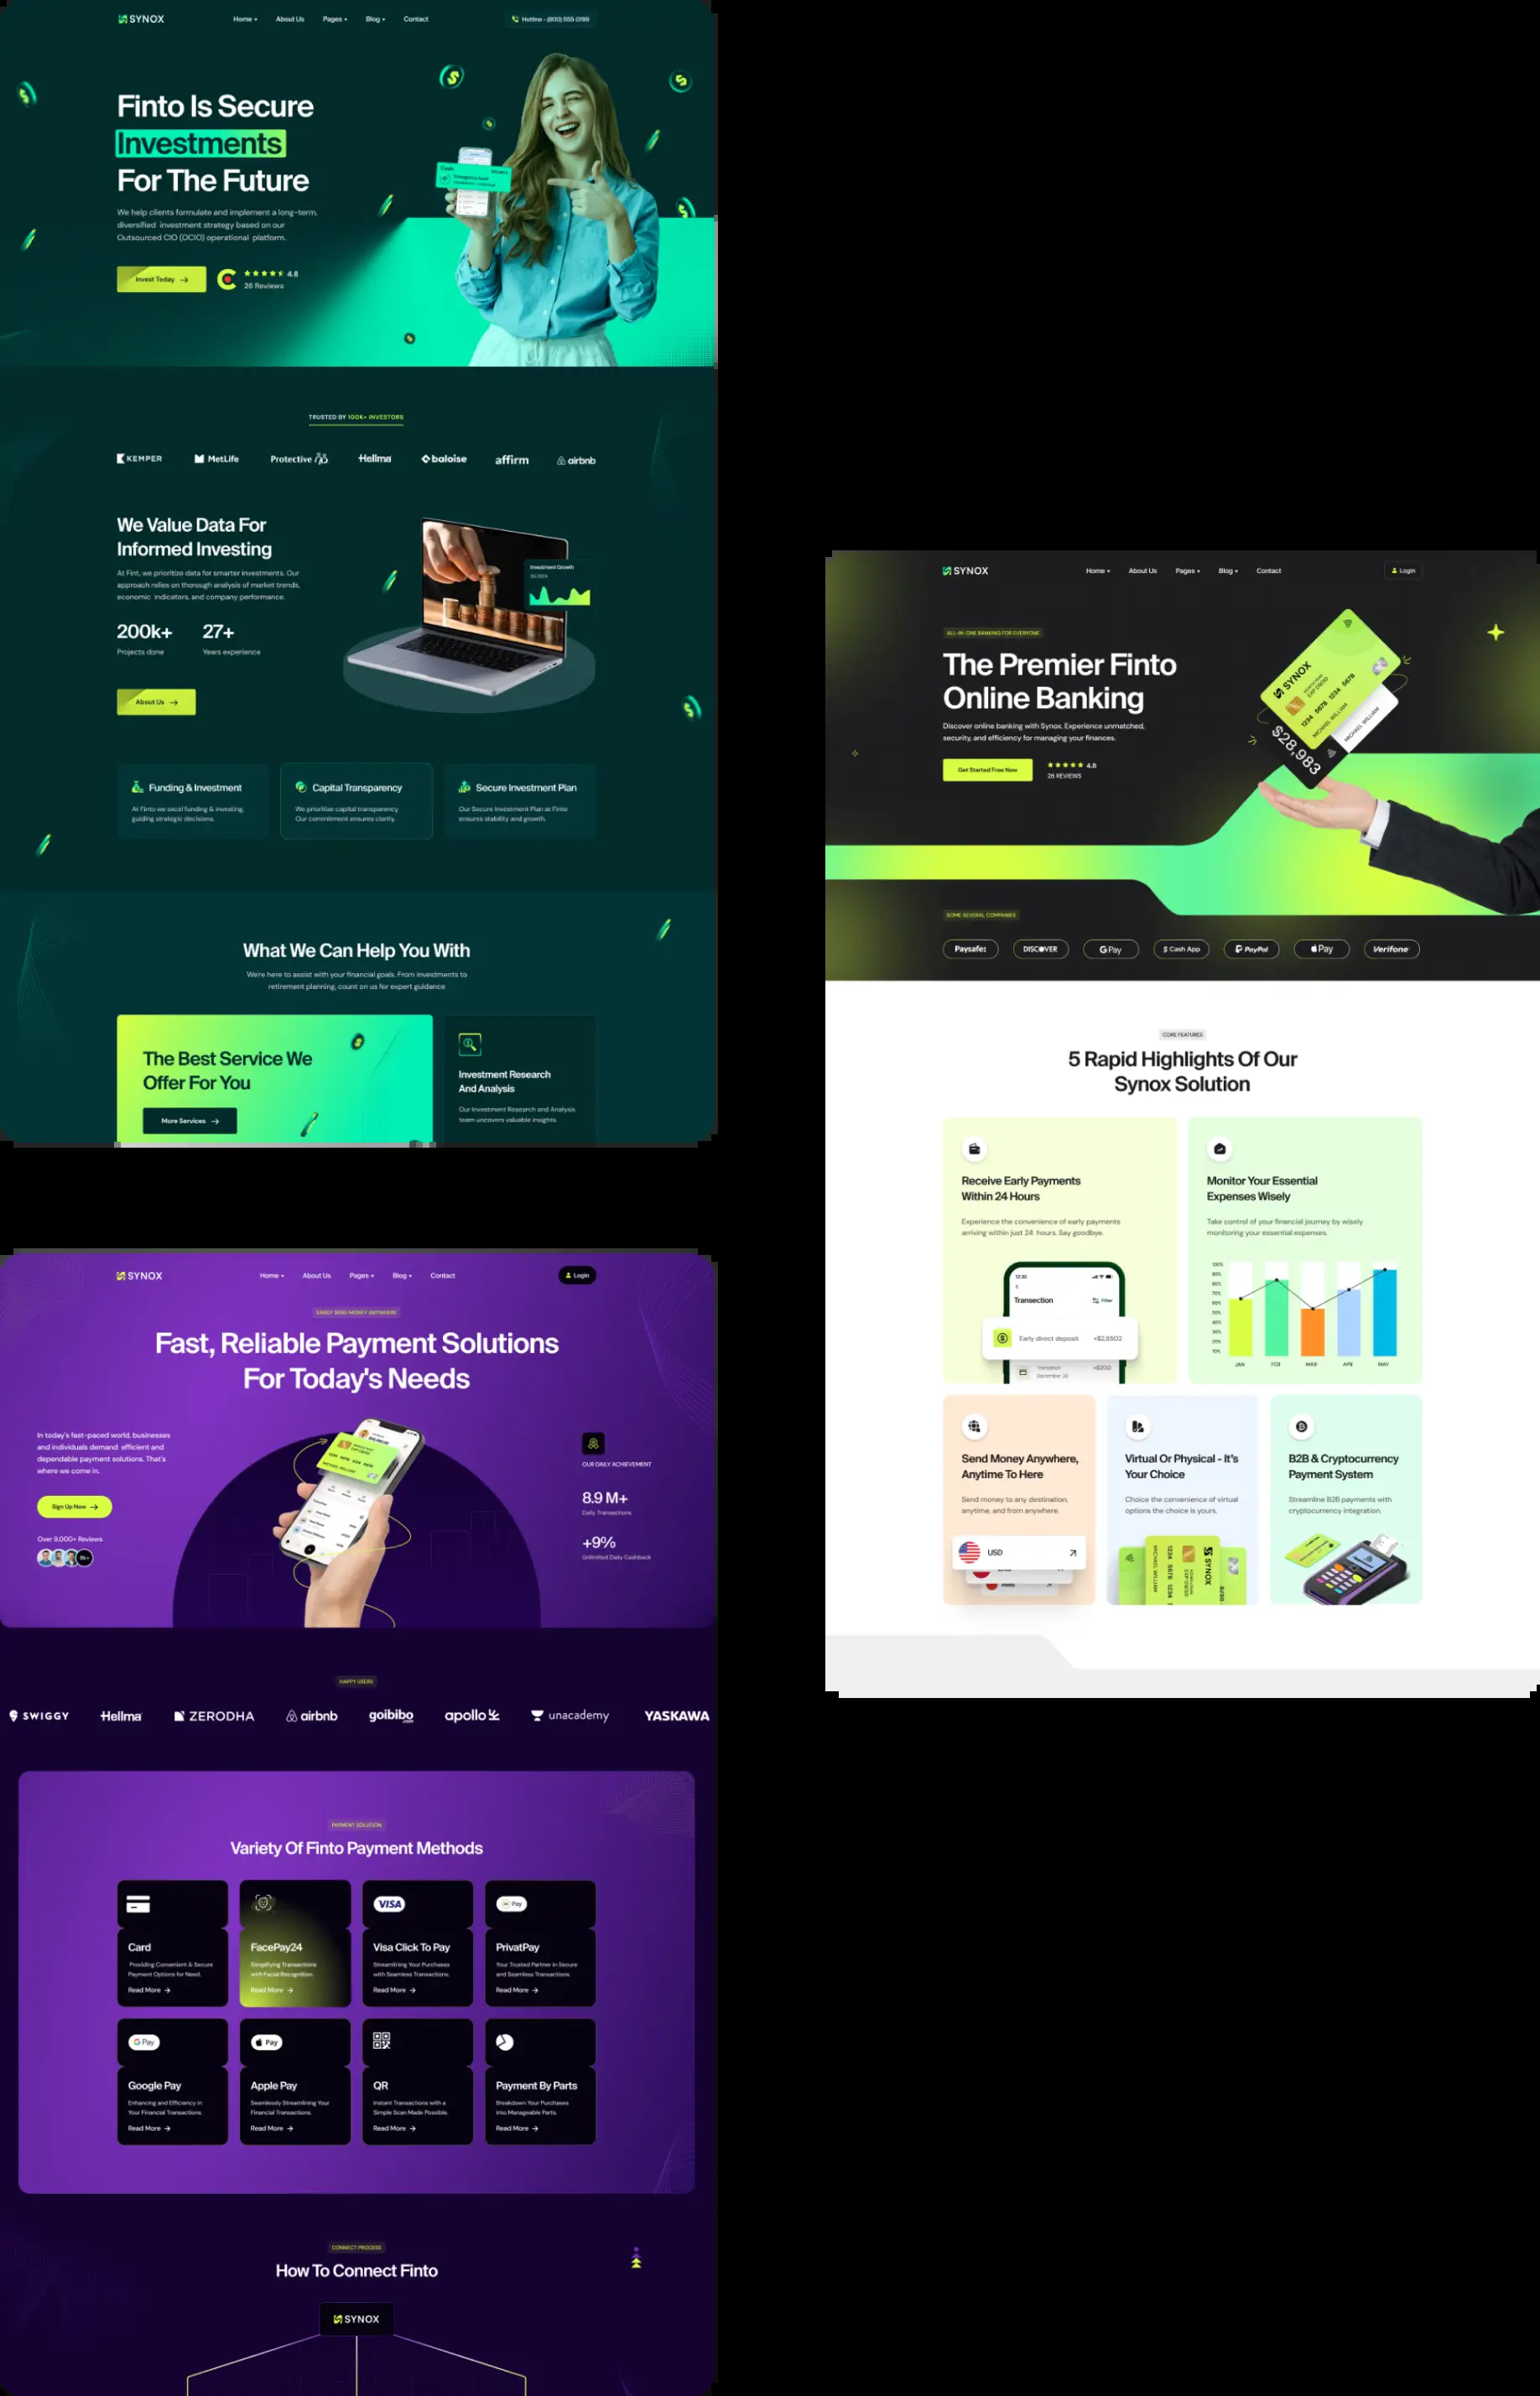 SYNOX
Home
About Us
Pages
Blog
Contact
Hotline - (800) 555-0199
Finto Is Secure
Investments
For The Future
We help clients formulate and implement a long-term,
diversified investment strategy based on our
Outsourced CIO (OCIO) operational platform.
Invest Today
4.8
26 Reviews
TRUSTED BY 100K+ INVESTORS
KEMPER
MetLife
Protective
Hellma
baloise
affirm
airbnb
We Value Data For
Informed Investing
At Fint, we prioritize data for smarter investments. Our
approach relies on thorough analysis of market trends,
economic indicators, and company performance.
200k+
27+
Projects done
Years experience
About Us
Investment Growth
Funding & Investment
At Finto we excel funding & investing,
guiding strategic decisions.
Capital Transparency
We prioritize capital transparency
Our commitment ensures clarity.
Secure Investment Plan
Our Secure Investment Plan at Finto
ensures stability and growth.
What We Can Help You With
We're here to assist with your financial goals. From investments to
retirement planning, count on us for expert guidance
The Best Service We
Offer For You
More Services
Investment Research
And Analysis
Our Investment Research and Analysis
team uncovers valuable insights.
SYNOX
Home
About Us
Pages
Blog
Contact
Login
EASILY SEND MONEY ANYWHERE
Fast, Reliable Payment Solutions
For Today's Needs
In today's fast-paced world, businesses
and individuals demand efficient and
dependable payment solutions. That's
where we come in.
Sign Up Now
Over 9,000+ Reviews
9k+
OUR DAILY ACHIEVEMENT
8.9 M+
Daily Transactions
+9%
Unlimited Daily Cashback
HAPPY USERS
SWIGGY
Hellma
ZERODHA
airbnb
goibibo
.com
apollo
unacademy
YASKAWA
PAYMENT SOLUTION
Variety Of Finto Payment Methods
Card
Providing Convenient & Secure
Payment Options for Need.
Read More
FacePay24
Simplifying Transactions
with Facial Recognition.
Read More
VISA
Visa Click To Pay
Streamlining Your Purchases
with Seamless Transactions.
Read More
Pay
PrivatPay
Your Trusted Partner in Secure
and Seamless Transactions.
Read More
G Pay
Google Pay
Enhancing and Efficiency in
Your Financial Transactions.
Read More
Pay
Apple Pay
Seamlessly Streamlining Your
Financial Transactions.
Read More
QR
Instant Transactions with a
Simple Scan Made Possible.
Read More
Payment By Parts
Breakdown Your Purchases
into Manageable Parts.
Read More
CONNECT PROCESS
How To Connect Finto
SYNOX
SYNOX
Home
About Us
Pages
Blog
Contact
Login
ALL-IN-ONE BANKING FOR EVERYONE
The Premier Finto
Online Banking
Discover online banking with Synox. Experience unmatched,
security, and efficiency for managing your finances.
Get Started Free Now
4.8
26 REVIEWS
SYNOX
EXP 09/30
1234 5678 1234 5678
MICHAEL WILLIAM
MICHAEL WILLIAM
$28,983
SOME SEVERAL COMPANIES
Paysafe:
DISCOVER
G Pay
$ Cash App
PayPal
Pay
Verifone
CORE FEATURES
5 Rapid Highlights Of Our
Synox Solution
Receive Early Payments
Within 24 Hours
Experience the convenience of early payments
arriving within just 24 hours. Say goodbye.
12:30
Transection
Filter
Early direct deposit
+$2,8502
Transation
+$200
December 20
Monitor Your Essential
Expenses Wisely
Take control of your financial journey by wisely
monitoring your essential expenses.
100%
90%
80%
70%
60%
50%
40%
30%
20%
10%
JAN
FEB
MAR
APR
MAY
Send Money Anywhere,
Anytime To Here
Send money to any destination,
anytime, and from anywhere.
USD
Virtual Or Physical - It's
Your Choice
Choice the convenience of virtual
options the choice is yours.
MICHAEL WILLIAM
1234 5678 1234
EXP 09/30
SYNOX
B2B & Cryptocurrency
Payment System
Streamline B2B payments with
cryptocurrency integration.